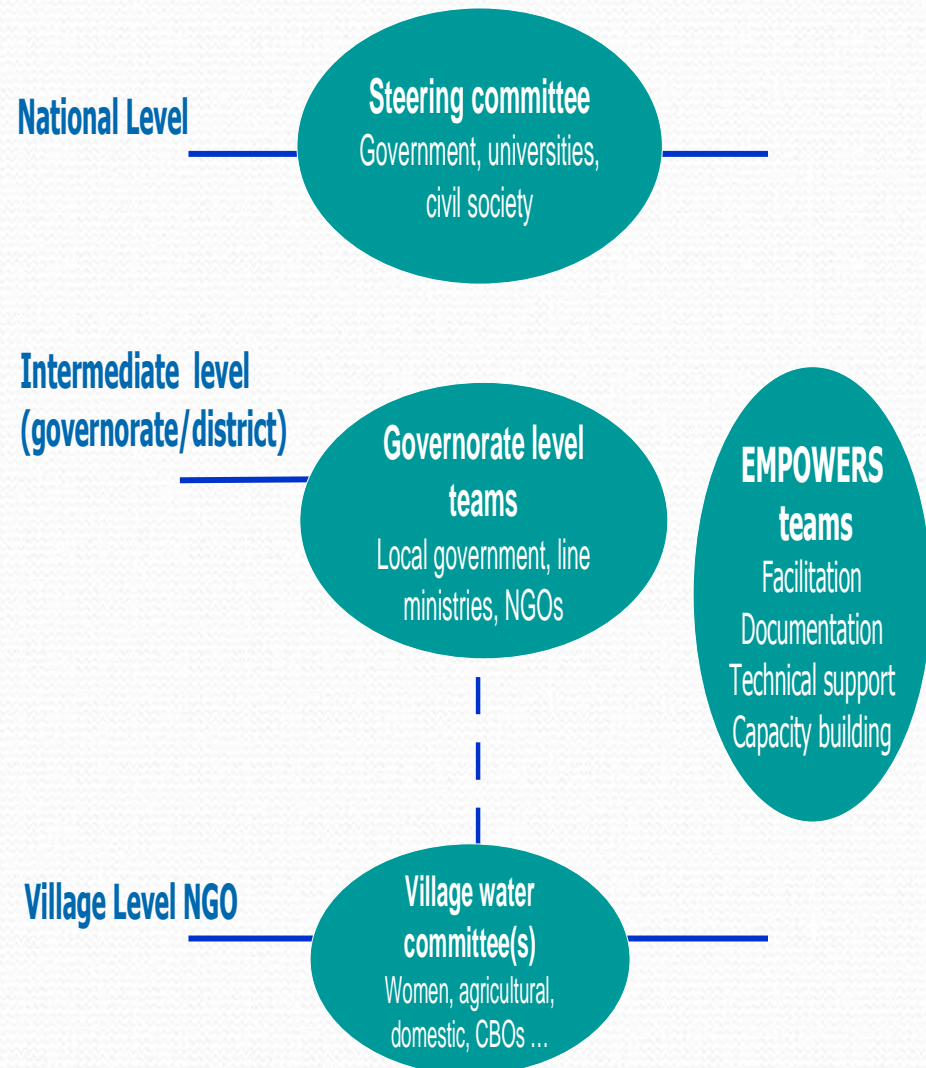 National Level
Steering committee
Government, universities,
civil society
Intermediate level
(governorate/district)
Governorate level
teams
Local government, line
ministries, NGOs
EMPOWERS
teams
Facilitation
Documentation
Technical support
Capacity building
Village Level NGO
Village water
committee(s)
Women, agricultural,
domestic, CBOs ...